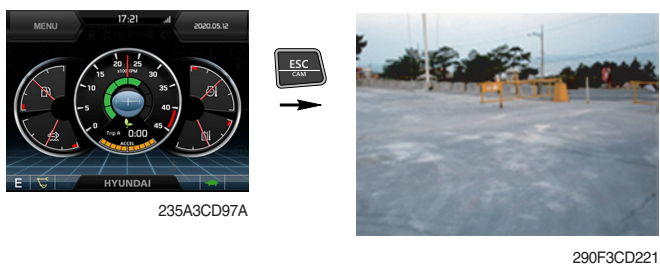 MENU
17:21
2020.05.12
20 25
15 x100RPM 30
10 35
5 40
0 45
Trip A 0:00
ACCEL
E
HYUNDAI
ESC
CAM
235A3CD97A
290F3CD221